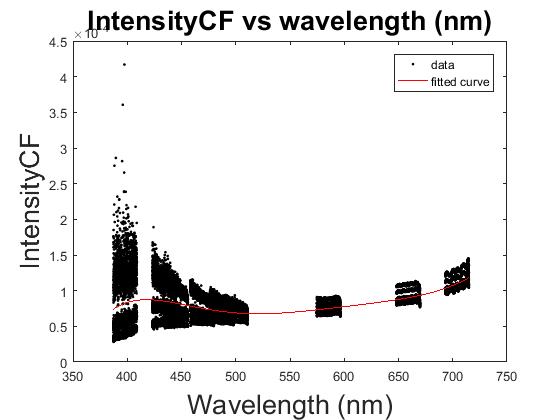 IntensityCF vs wavelength (nm)
4.5
4
3.5
3
2.5
2
1.5
1
0.5
0
IntensityCF
data
fitted curve
350 400 450 500 550 600 650 700 750
Wavelength (nm)